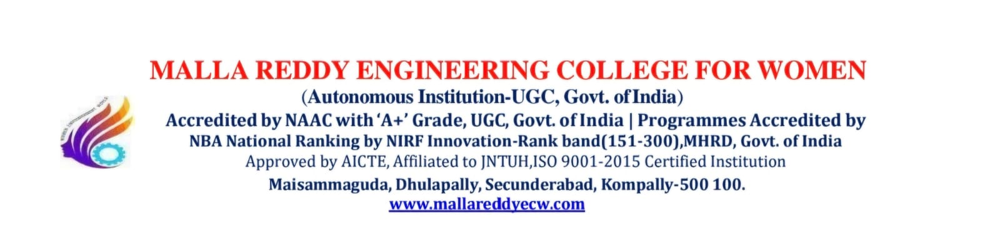 MALLA REDDY ENGINEERING COLLEGE FOR WOMEN
(Autonomous Institution-UGC, Govt. of India)
Accredited by NAAC with ‘A+’ Grade, UGC, Govt. of India | Programmes Accredited by
NBA National Ranking by NIRF Innovation-Rank band(151-300),MHRD, Govt. of India
Approved by AICTE, Affiliated to JNTUH,ISO 9001-2015 Certified Institution
Maisammaguda, Dhulapally, Secunderabad, Kompally-500 100.
www.mallareddyecw.com